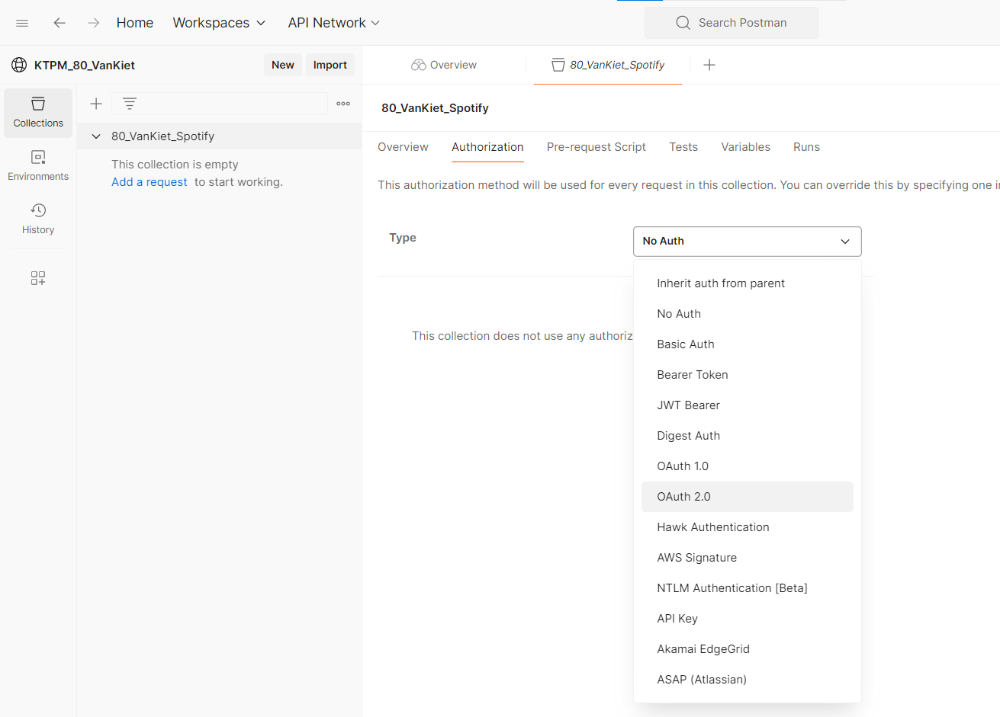 Home
Workspaces
API Network
Search Postman
KTPM_80_VanKiet
New
Import
Overview
80_VanKiet_Spotify
Collections
Environments
History
80_VanKiet_Spotify
This collection is empty
Add a request to start working.
80_VanKiet_Spotify
Overview
Authorization
Pre-request Script
Tests
Variables
Runs
This authorization method will be used for every request in this collection. You can override this by specifying one i
Type
No Auth
This collection does not use any authoriz
Inherit auth from parent
No Auth
Basic Auth
Bearer Token
JWT Bearer
Digest Auth
OAuth 1.0
OAuth 2.0
Hawk Authentication
AWS Signature
NTLM Authentication [Beta]
API Key
Akamai EdgeGrid
ASAP (Atlassian)